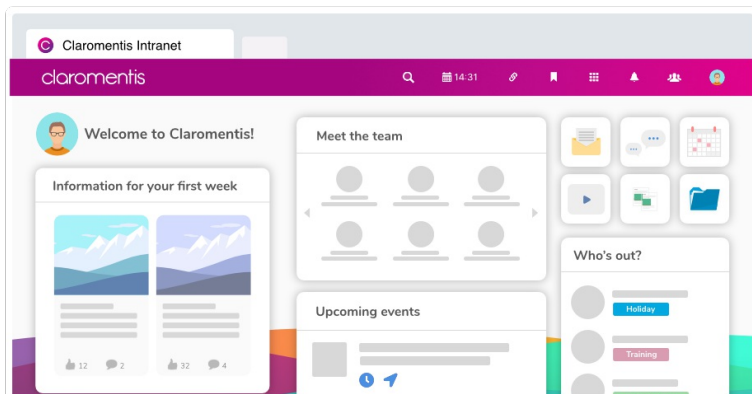 Claromentis Intranet
claromentis
14:31
Welcome to Claromentis!
Information for your first week
12
2
32
4
Meet the team
Upcoming events
Who's out?
Holiday
Training